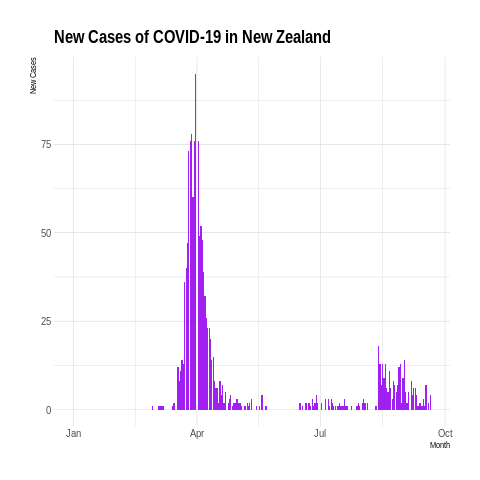 New Cases of COVID-19 in New Zealand
New Cases
75
50
25
0
Jan Apr Jul Oct
Month